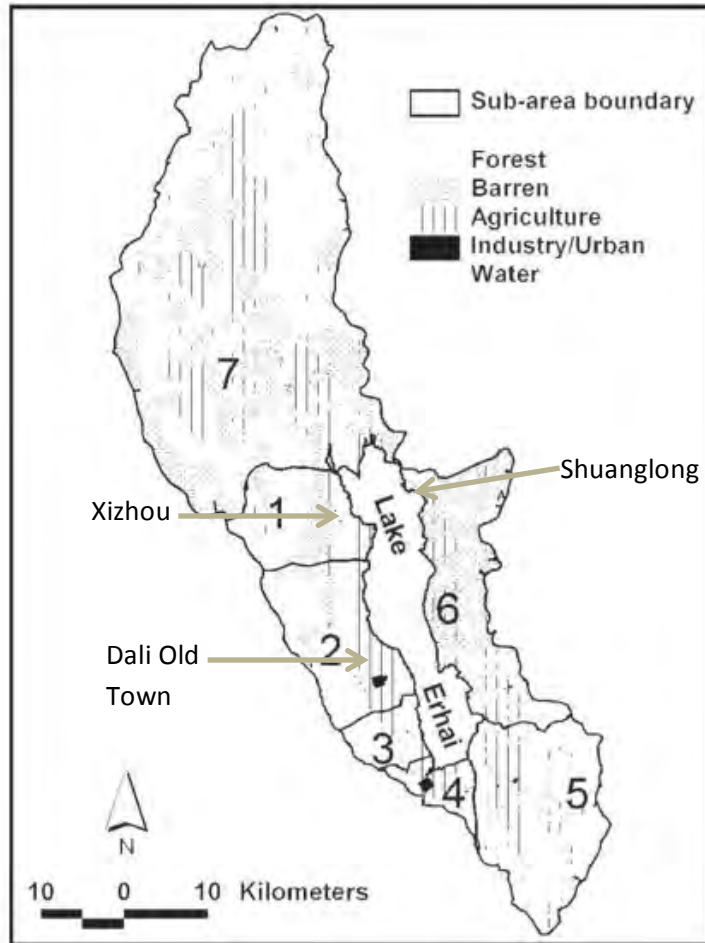 Sub-area boundary
Forest
Barren
Agriculture
Industry/Urban
Water
7
Shuanglong
Xizhou
1
Lake
6
Dali Old
Town
2
Erhai
3
4
5
N
10 0 10 Kilometers